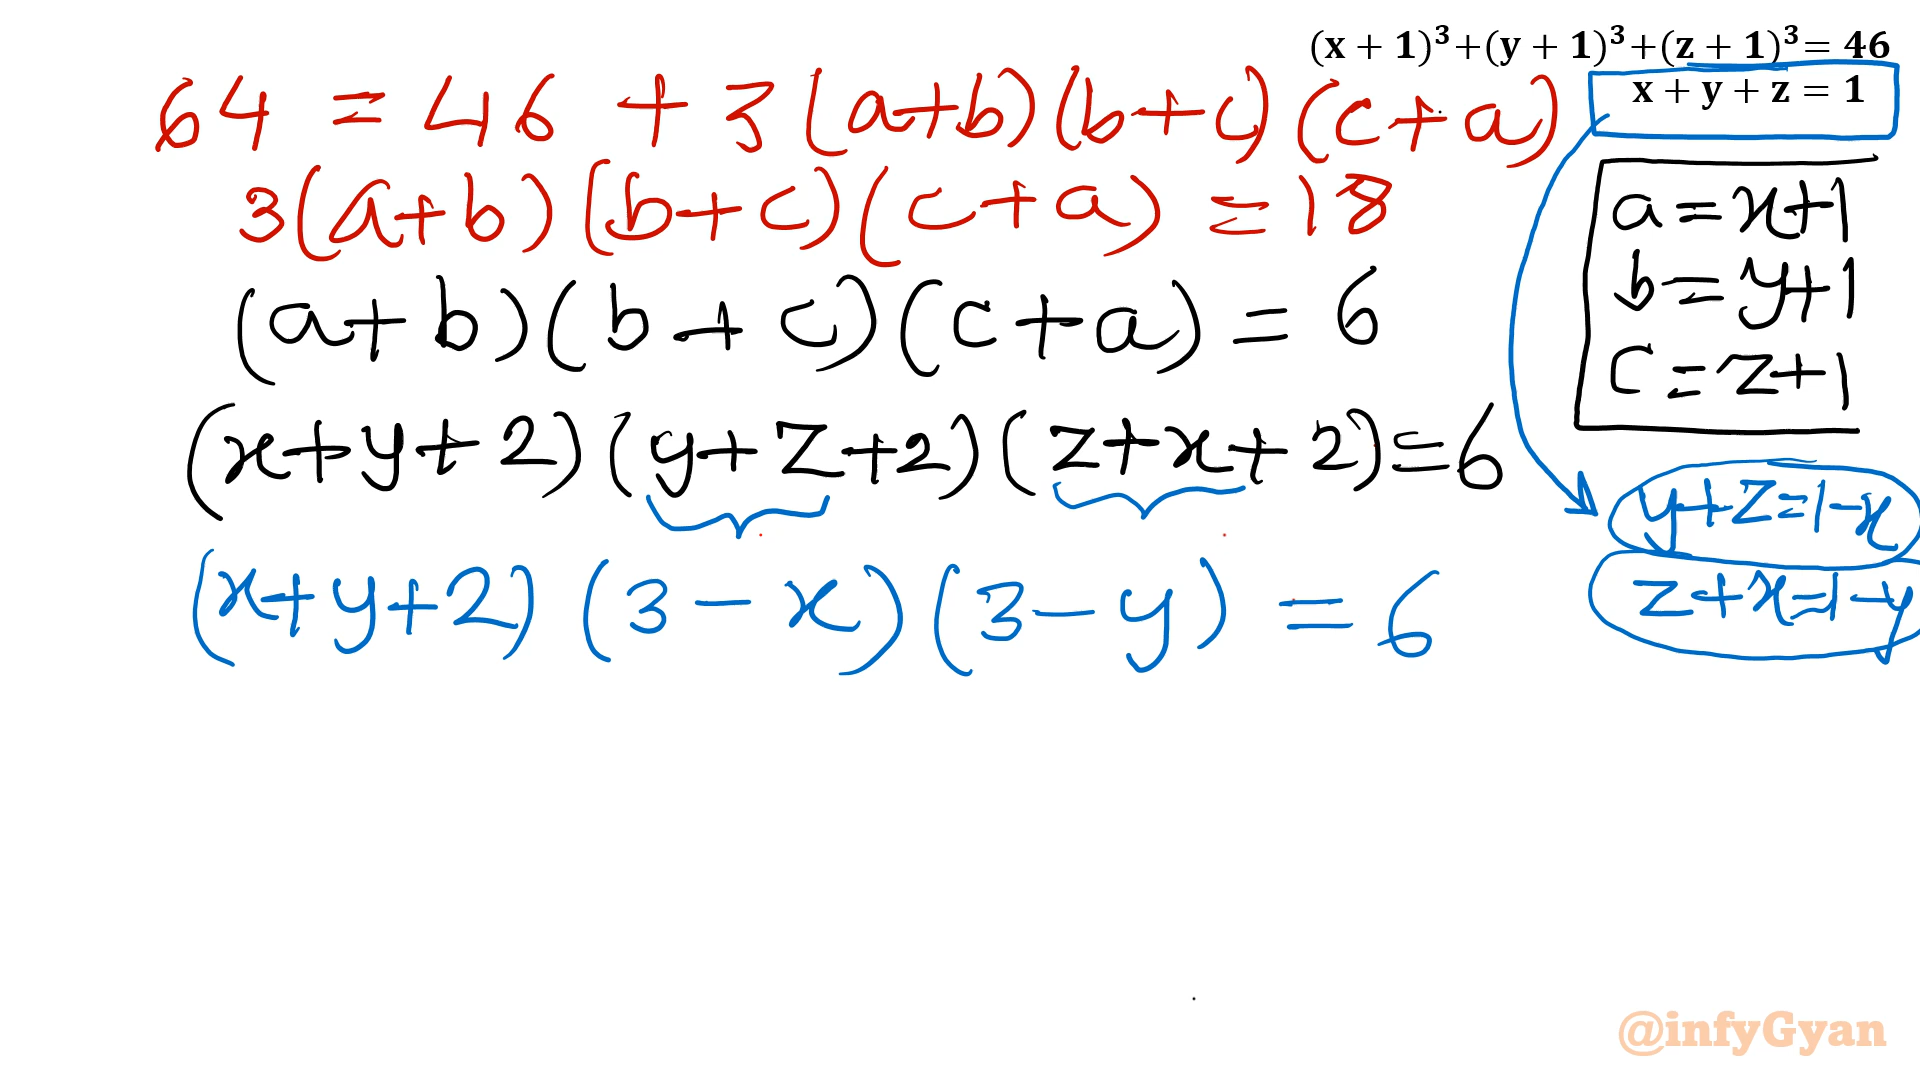 (x + 1)³+(y + 1)³+(z + 1)³= 46
x + y + z = 1
64 = 46 + 3(a+b)(b+c)(c+a)
3(a+b)(b+c)(c+a) = 18
(a+b)(b+c)(c+a) = 6
(x+y+2)(y+z+2)(z+x+2)=6
(x+y+2)(3-x)(3-y) = 6
a=x+1
b=y+1
c=z+1
y+z=1-x
z+x=1-y
@infyGyan